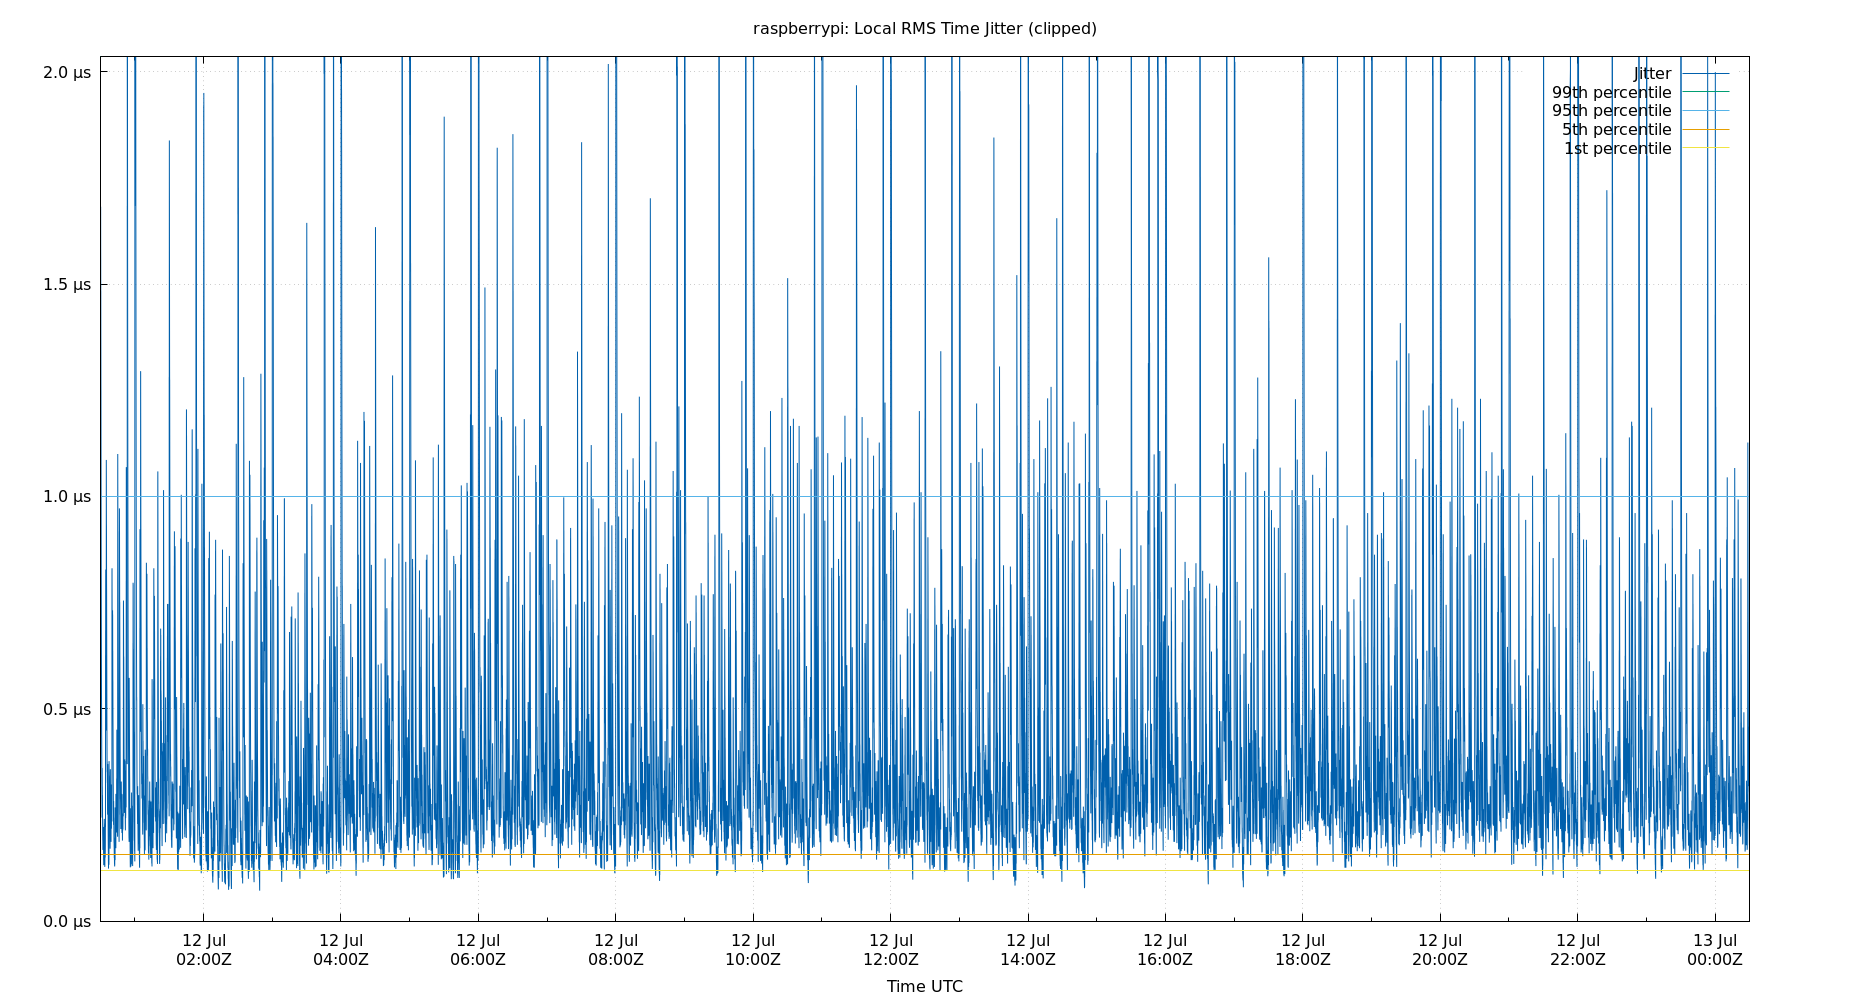 raspberrypi: Local RMS Time Jitter (clipped)
2.0 µs
1.5 µs
1.0 µs
0.5 µs
0.0 µs
Jitter
99th percentile
95th percentile
5th percentile
1st percentile
12 Jul 12 Jul 12 Jul 12 Jul 12 Jul 12 Jul 12 Jul 12 Jul 12 Jul 12 Jul 12 Jul 13 Jul
02:00Z 04:00Z 06:00Z 08:00Z 10:00Z 12:00Z 14:00Z 16:00Z 18:00Z 20:00Z 22:00Z 00:00Z
Time UTC